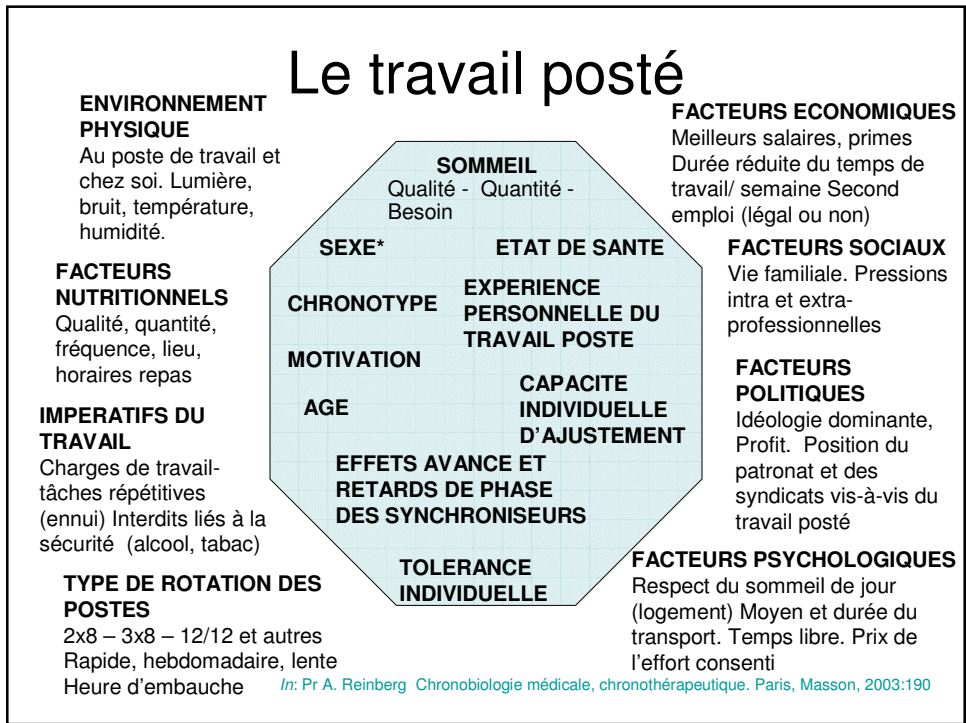 Le travail posté
ENVIRONNEMENT
PHYSIQUE
Au poste de travail et
chez soi. Lumière,
bruit, température,
humidité.
FACTEURS
NUTRITIONNELS
Qualité, quantité,
fréquence, lieu,
horaires repas
IMPERATIFS DU
TRAVAIL
Charges de travail-
tâches répétitives
(ennui) Interdits liés à la
sécurité (alcool, tabac)
TYPE DE ROTATION DES
POSTES
2x8 – 3x8 – 12/12 et autres
Rapide, hebdomadaire, lente
Heure d'embauche
SOMMEIL
Qualité - Quantité -
Besoin
SEXE*
ETAT DE SANTE
CHRONOTYPE
EXPERIENCE
PERSONNELLE DU
TRAVAIL POSTE
MOTIVATION
AGE
CAPACITE
INDIVIDUELLE
D'AJUSTEMENT
EFFETS AVANCE ET
RETARDS DE PHASE
DES SYNCHRONISEURS
TOLERANCE
INDIVIDUELLE
FACTEURS ECONOMIQUES
Meilleurs salaires, primes
Durée réduite du temps de
travail/ semaine Second
emploi (légal ou non)
FACTEURS SOCIAUX
Vie familiale. Pressions
intra et extra-
professionnelles
FACTEURS
POLITIQUES
Idéologie dominante,
Profit. Position du
patronat et des
syndicats vis-à-vis du
travail posté
FACTEURS PSYCHOLOGIQUES
Respect du sommeil de jour
(logement) Moyen et durée du
transport. Temps libre. Prix de
l'effort consenti
In: Pr A. Reinberg Chronobiologie médicale, chronothérapeutique. Paris, Masson, 2003:190